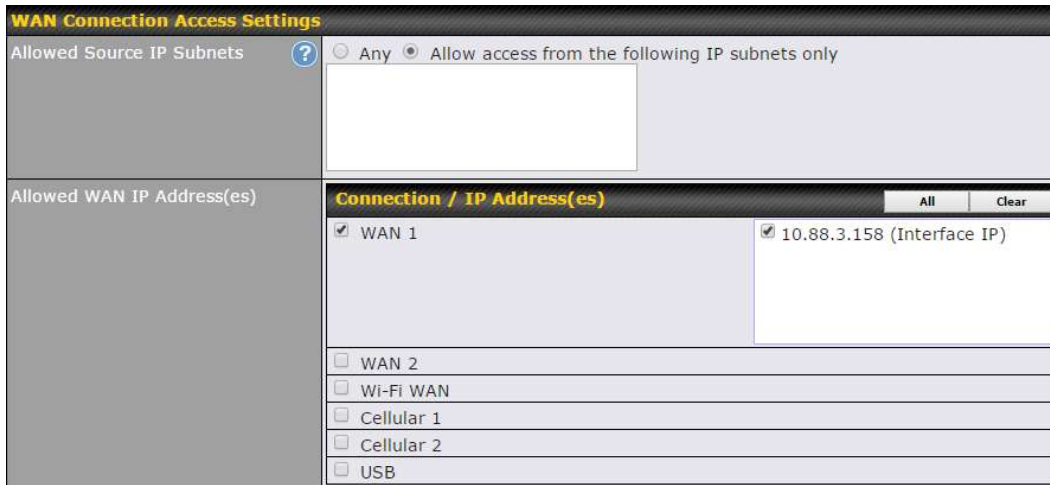 WAN Connection Access Settings
Allowed Source IP Subnets ? Any Allow access from the following IP subnets only
Allowed WAN IP Address(es) Connection / IP Address(es) All Clear
WAN 1 10.88.3.158 (Interface IP)
WAN 2
Wi-Fi WAN
Cellular 1
Cellular 2
USB